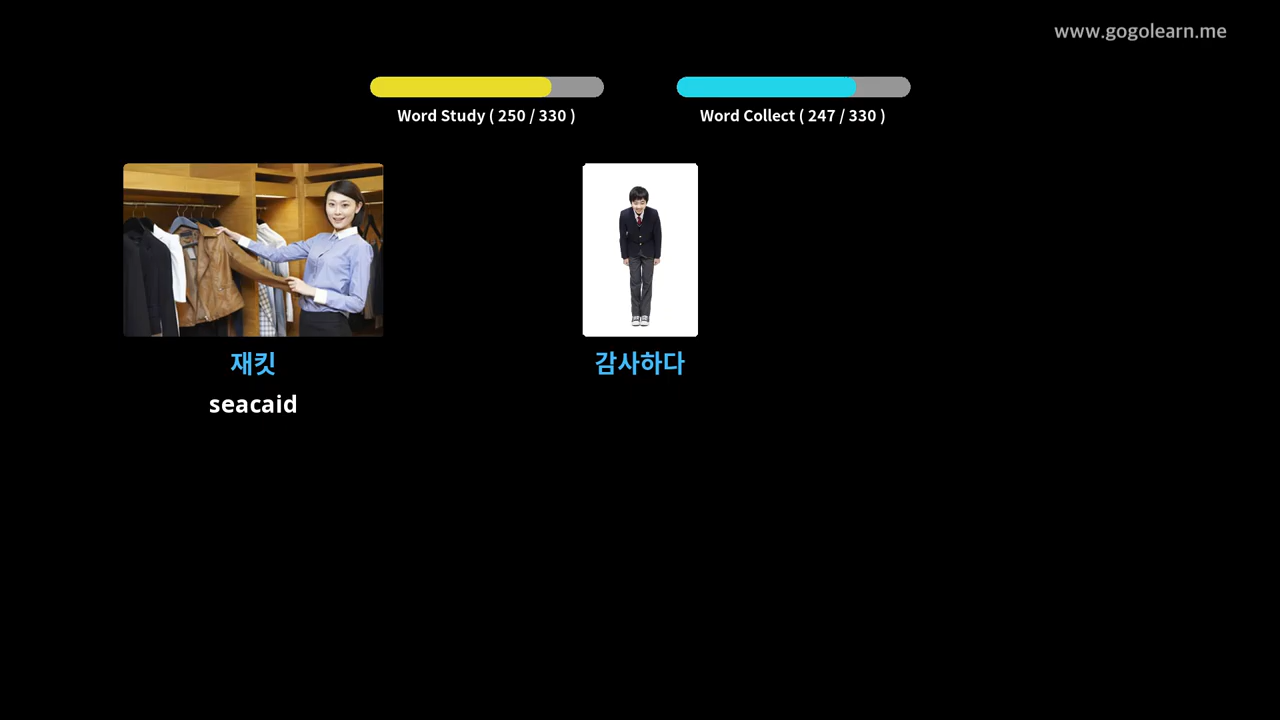 www.gogolearn.me
Word Study ( 250 / 330 )
Word Collect ( 247 / 330 )
재킷
seacaid
감사하다